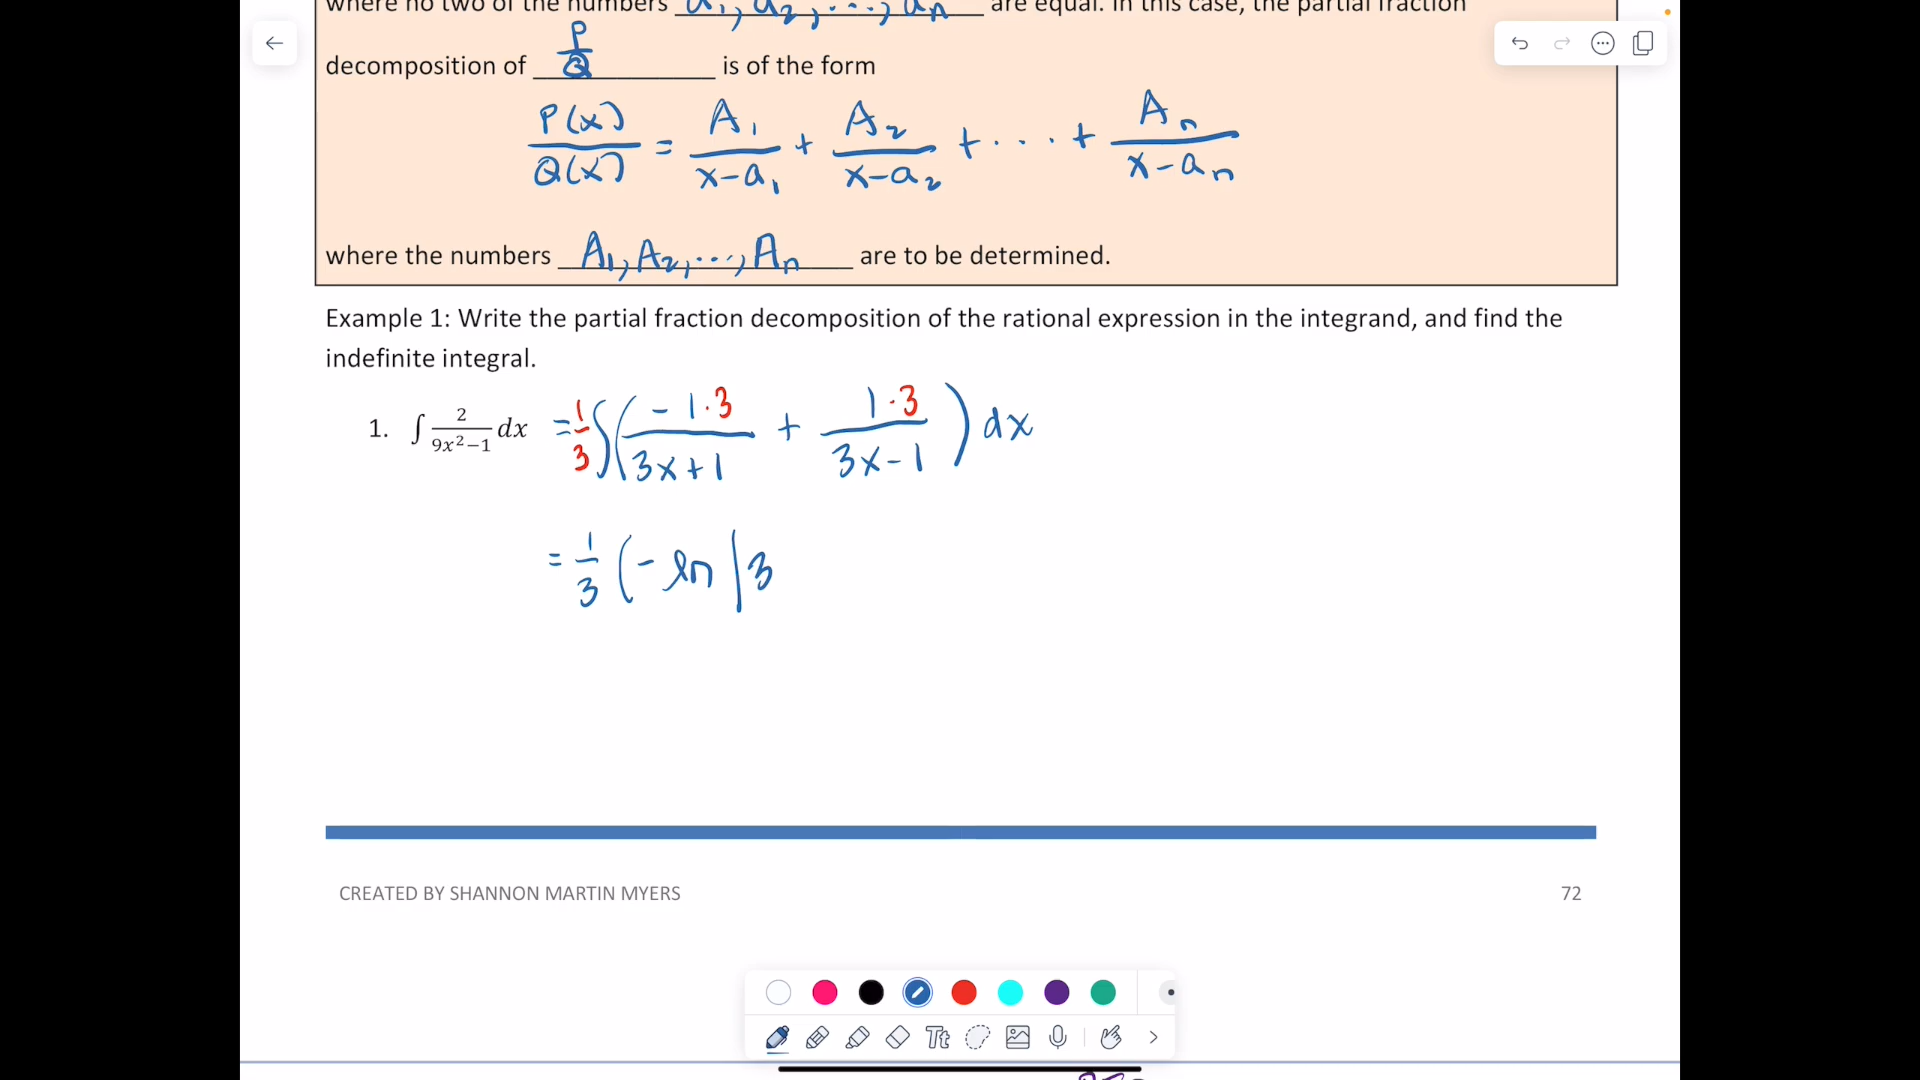 where no two of the numbers a₁, a₂, ..., aₙ are equal. In this case, the partial fraction
decomposition of P/Q is of the form
P(x)/Q(x) = A₁/(x-a₁) + A₂/(x-a₂) + ... + Aₙ/(x-aₙ)
where the numbers A₁, A₂, ..., Aₙ are to be determined.
Example 1: Write the partial fraction decomposition of the rational expression in the integrand, and find the
indefinite integral.
1. ∫ 2/(9x²−1) dx = 1/3 ∫( -1·3/(3x+1) + 1·3/(3x-1) ) dx
= 1/3 ( - ln |3
CREATED BY SHANNON MARTIN MYERS
72
Tt